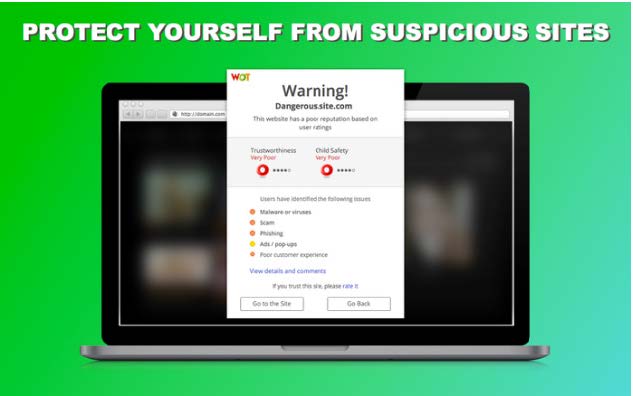 PROTECT YOURSELF FROM SUSPICIOUS SITES
WOT
Warning!
Dangerous.site.com
http://domain.com
This website has a poor reputation based on
user ratings
Trustworthiness
Very Poor
Child Safety
Very Poor
Users have identified the following issues
Malware or viruses
Scam
Phishing
Ads / pop-ups
Poor customer experience
View details and comments
If you trust this site, please rate it
Go to the Site
Go Back